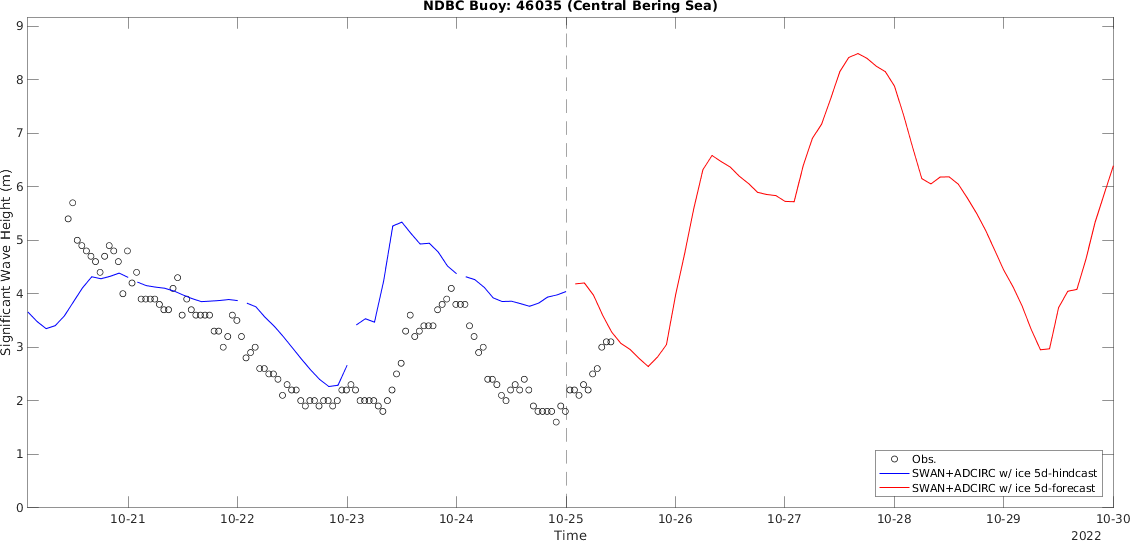 NDBC Buoy: 46035 (Central Bering Sea)
9
8
7
6
5
4
3
2
1
0
Significant Wave Height (m)
10-21 10-22 10-23 10-24 10-25 10-26 10-27 10-28 10-29 10-30
Time
2022
Obs.
SWAN+ADCIRC w/ ice 5d-hindcast
SWAN+ADCIRC w/ ice 5d-forecast